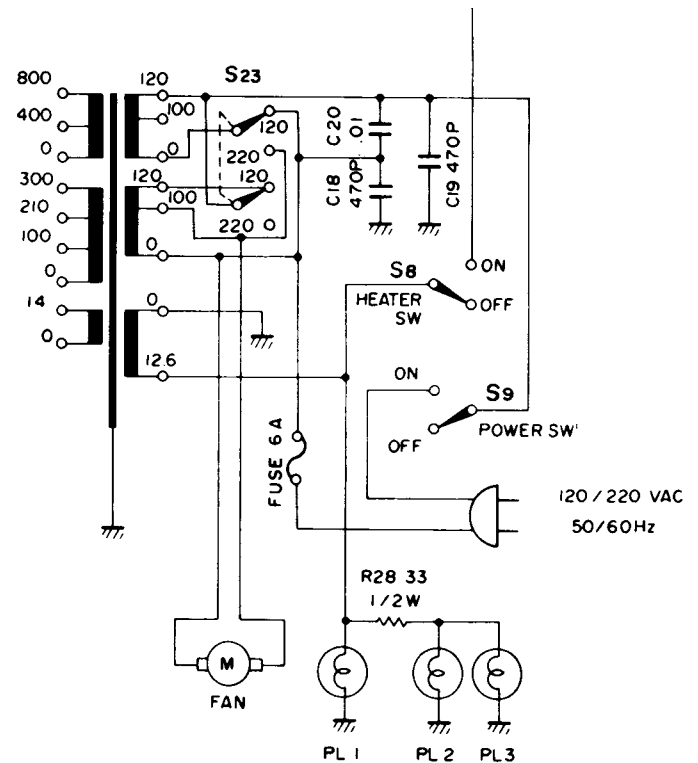 800
400
0
300
210
100
0
14
0
120
100
0
120
100
0
0
12.6
S23
120
220
120
220
C20
.01
C18
470P
C19 470P
S8
HEATER
SW
ON
OFF
ON
OFF
S9
POWER SW'
FUSE 6A
120/220 VAC
50/60Hz
R28 33
1/2W
M
FAN
PL 1
PL 2
PL3